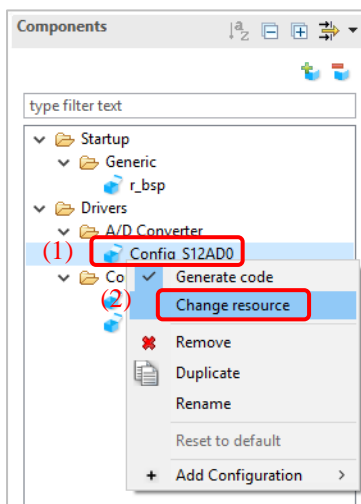 Components
a
z
type filter text
Startup
Generic
r_bsp
Drivers
A/D Converter
(1) Config_S12AD0
Co Generate code
(2) Change resource
Remove
Duplicate
Rename
Reset to default
Add Configuration